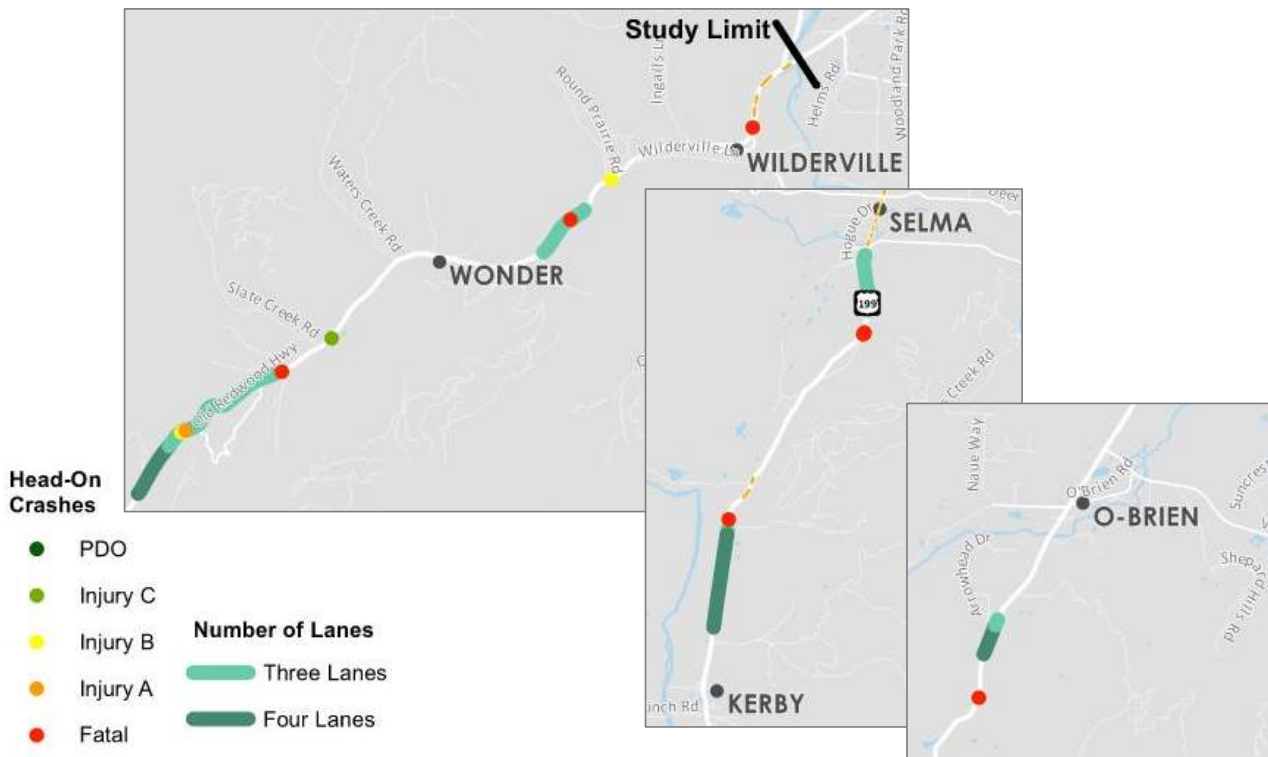 Study Limit
Ingalls Ln
Round Prairie Rd
Helms Rd
Woodland Park Rd
Wilderville Ln
WILDERVILLE
Waters Creek Rd
WONDER
Slate Creek Rd
Old Redwood Hwy
Deer
Hogue Dr
SELMA
199
Creek Rd
KERBY
inch Rd
Naue Way
O'Brien Rd
O-BRIEN
Arrowhead Dr
Suncres
Shepard Hills Rd
Head-On
Crashes
PDO
Injury C
Injury B
Injury A
Fatal
Number of Lanes
Three Lanes
Four Lanes